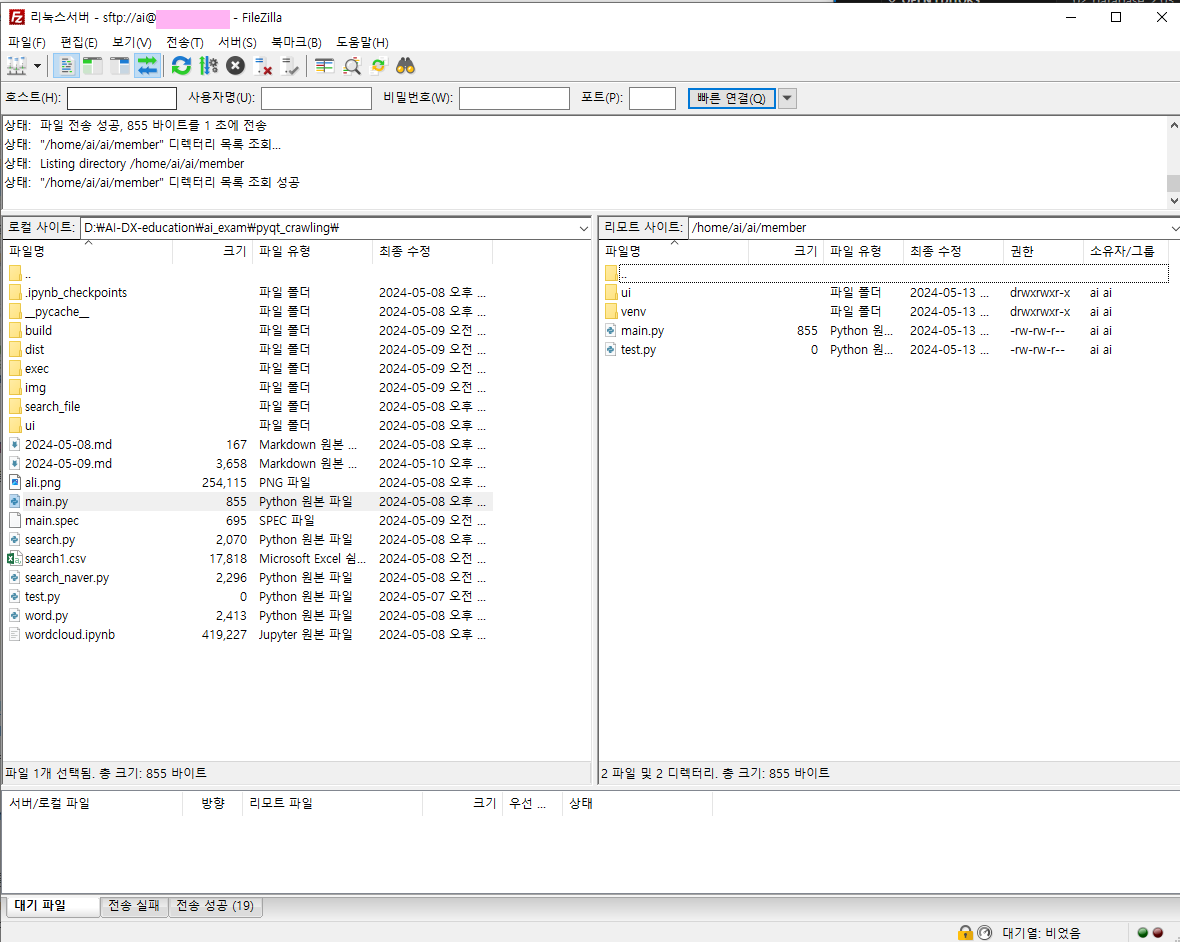 리눅스서버 - sftp://ai@ - FileZilla
파일(F) 편집(E) 보기(V) 전송(T) 서버(S) 북마크(B) 도움말(H)
호스트(H): 사용자명(U): 비밀번호(W): 포트(P): 빠른 연결(Q)
상태: 파일 전송 성공, 855 바이트를 1 초에 전송
상태: "/home/ai/ai/member" 디렉터리 목록 조회...
상태: Listing directory /home/ai/ai/member
상태: "/home/ai/ai/member" 디렉터리 목록 조회 성공
로컬 사이트: D:₩AI-DX-education₩ai_exam₩pyqt_crawling₩
파일명 크기 파일 유형 최종 수정
..
.ipynb_checkpoints 파일 폴더 2024-05-08 오후 ...
__pycache__ 파일 폴더 2024-05-08 오후 ...
build 파일 폴더 2024-05-09 오전 ...
dist 파일 폴더 2024-05-09 오전 ...
exec 파일 폴더 2024-05-09 오전 ...
img 파일 폴더 2024-05-09 오전 ...
search_file 파일 폴더 2024-05-08 오후 ...
ui 파일 폴더 2024-05-08 오후 ...
2024-05-08.md 167 Markdown 원본 ... 2024-05-08 오후 ...
2024-05-09.md 3,658 Markdown 원본 ... 2024-05-10 오후 ...
ali.png 254,115 PNG 파일 2024-05-08 오후 ...
main.py 855 Python 원본 파일 2024-05-08 오후 ...
main.spec 695 SPEC 파일 2024-05-09 오전 ...
search.py 2,070 Python 원본 파일 2024-05-08 오후 ...
search1.csv 17,818 Microsoft Excel 쉼... 2024-05-08 오전 ...
search_naver.py 2,296 Python 원본 파일 2024-05-08 오전 ...
test.py 0 Python 원본 파일 2024-05-07 오전 ...
word.py 2,413 Python 원본 파일 2024-05-08 오후 ...
wordcloud.ipynb 419,227 Jupyter 원본 파일 2024-05-08 오후 ...
파일 1개 선택됨. 총 크기: 855 바이트
리모트 사이트: /home/ai/ai/member
파일명 크기 파일 유형 최종 수정 권한 소유자/그룹
..
ui 파일 폴더 2024-05-13 ... drwxrwxr-x ai ai
venv 파일 폴더 2024-05-13 ... drwxrwxr-x ai ai
main.py 855 Python 원... 2024-05-13 ... -rw-rw-r-- ai ai
test.py 0 Python 원... 2024-05-13 ... -rw-rw-r-- ai ai
2 파일 및 2 디렉터리. 총 크기: 855 바이트
서버/로컬 파일 방향 리모트 파일 크기 우선 ... 상태
대기 파일 전송 실패 전송 성공 (19)
대기열: 비었음